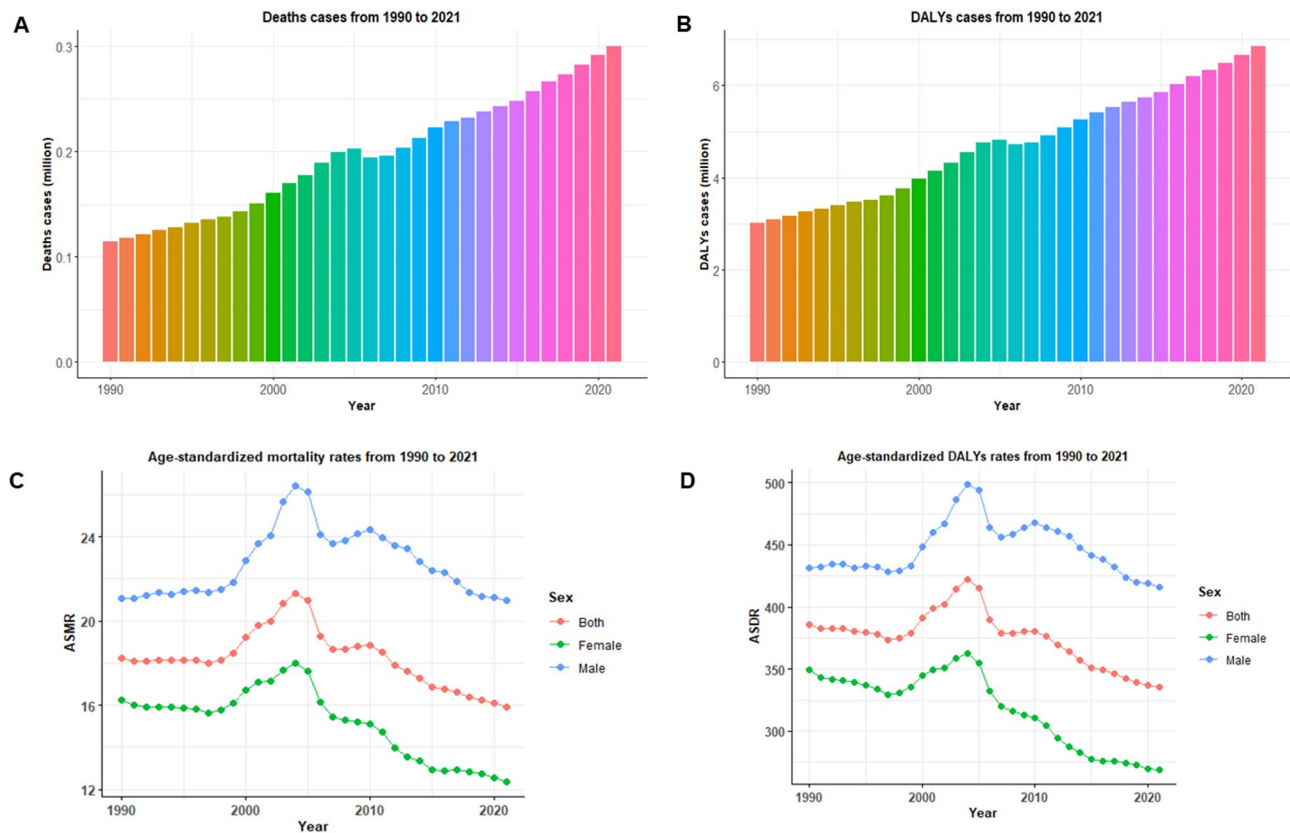 A
Deaths cases from 1990 to 2021
Deaths cases (million)
0.3
0.2
0.1
0.0
1990
2000
2010
2020
Year
B
DALYs cases from 1990 to 2021
DALYs cases (million)
6
4
2
0
1990
2000
2010
2020
Year
C
Age-standardized mortality rates from 1990 to 2021
ASMR
24
20
16
12
1990
2000
2010
2020
Year
Sex
Both
Female
Male
D
Age-standardized DALYs rates from 1990 to 2021
ASDR
500
450
400
350
300
1990
2000
2010
2020
Year
Sex
Both
Female
Male